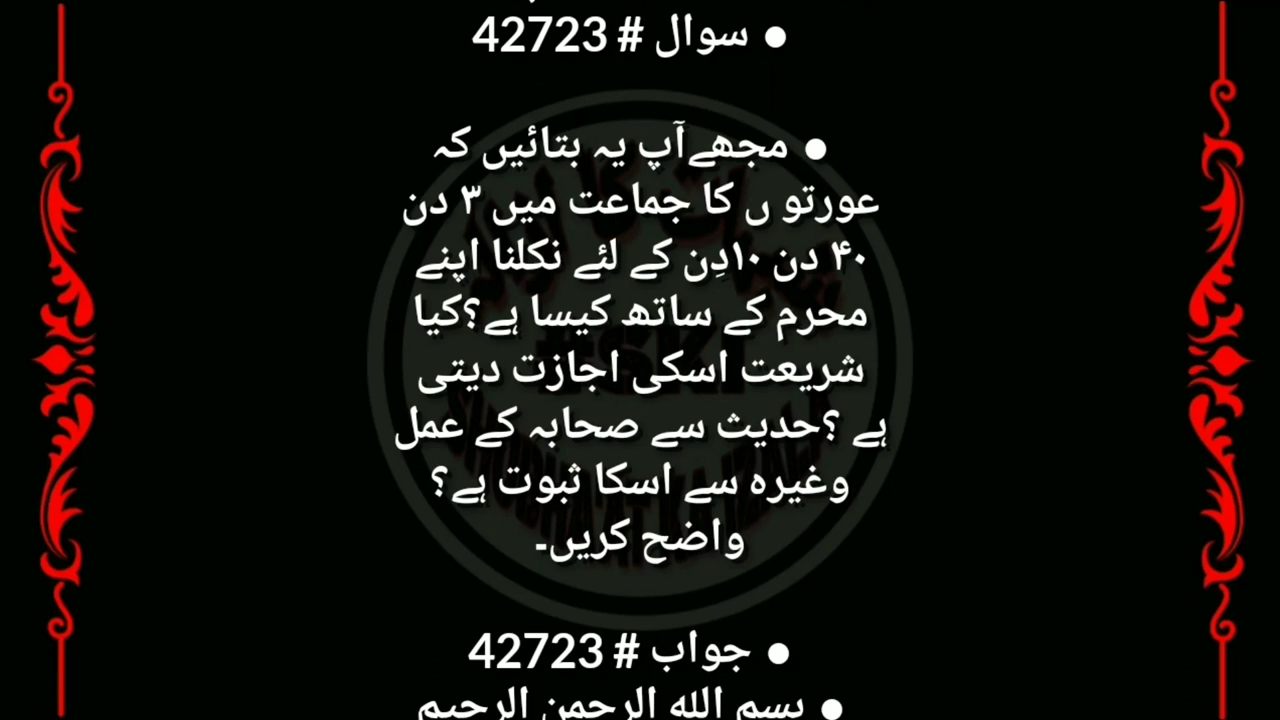 ● سوال # 42723
● مجھےآپ یہ بتائیں کہ
عورتو ں کا جماعت میں ۳ دن
۴۰ دن ۱۰دِن کے لئے نکلنا اپنے
محرم کے ساتھ کیسا ہے؟کیا
شریعت اسکی اجازت دیتی
ہے ؟حدیث سے صحابہ کے عمل
وغیرہ سے اسکا ثبوت ہے؟
واضح کریں۔
● جواب # 42723
● بسم الله الرحمن الرحيم